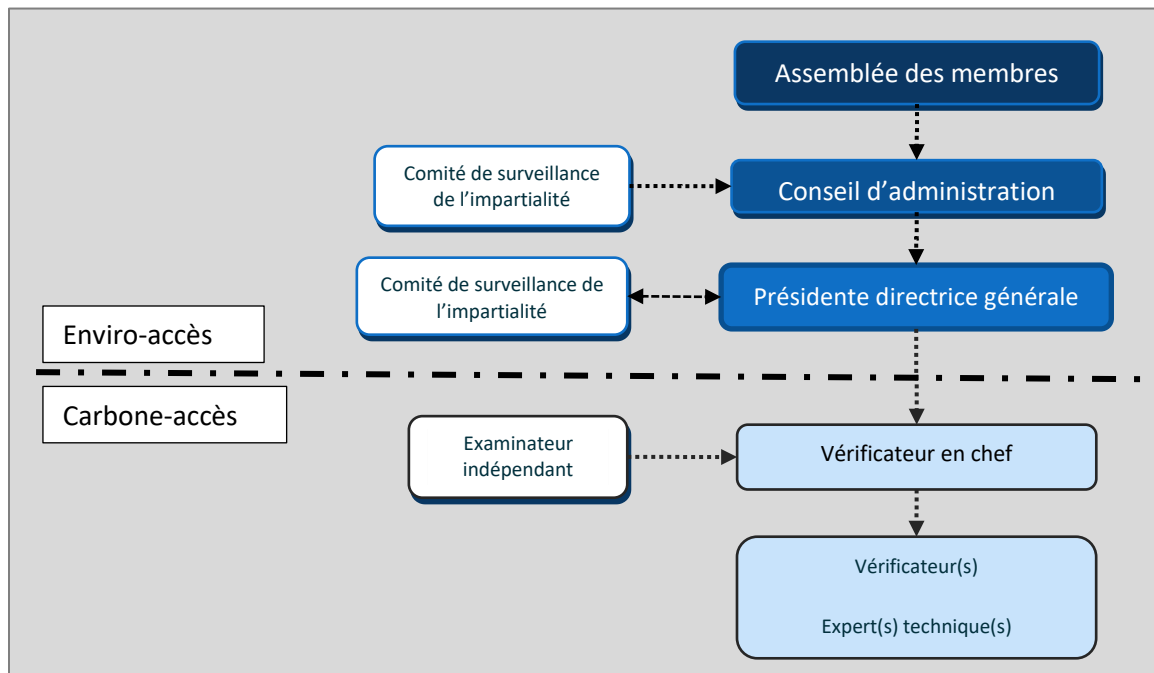 Assemblée des membres
Comité de surveillance
de l’impartialité
Conseil d’administration
Comité de surveillance de
l’impartialité
Présidente directrice générale
Enviro-accès
Carbone-accès
Examinateur
indépendant
Vérificateur en chef
Vérificateur(s)
Expert(s) technique(s)